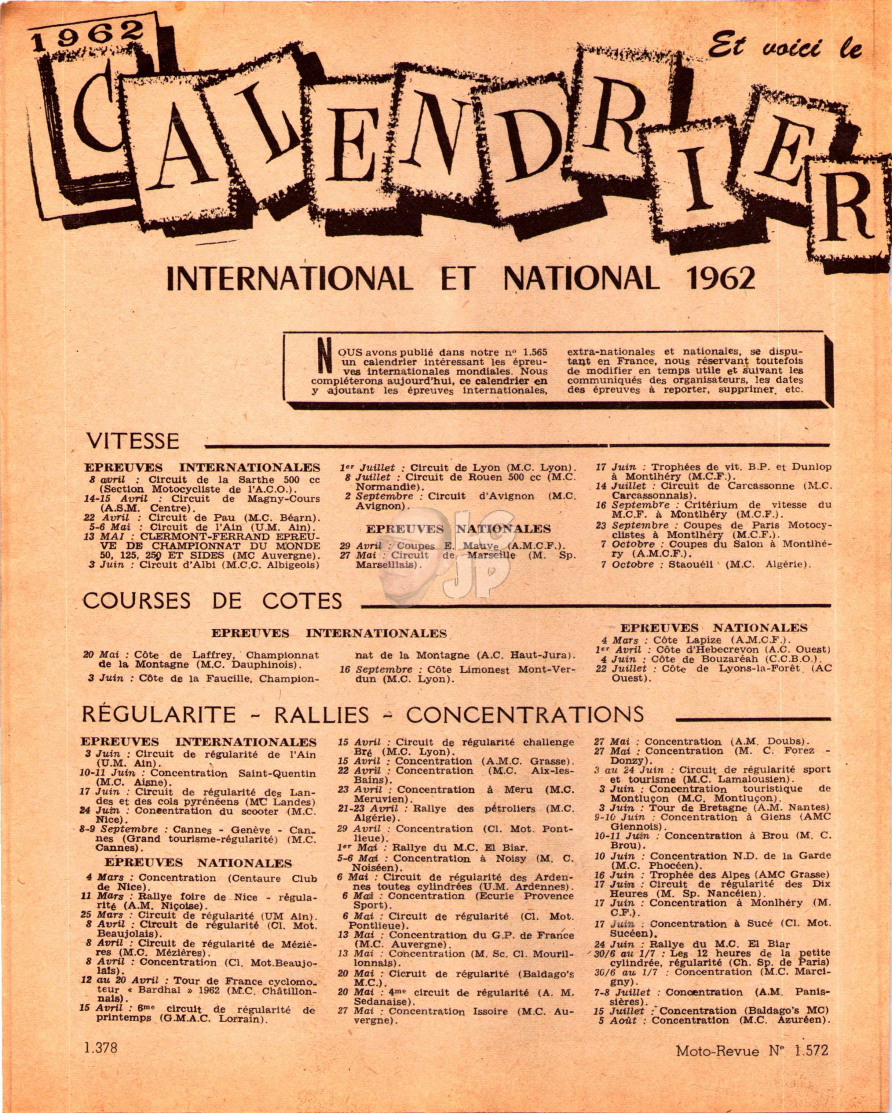 1962
Et voici le
CALENDRIER
INTERNATIONAL ET NATIONAL 1962
NOUS avons publié dans notre n° 1.565
un calendrier intéressant les épreu-
ves internationales mondiales. Nous
compléterons aujourd'hui, ce calendrier en
y ajoutant les épreuves internationales,
extra-nationales et nationales, se dispu-
tant en France, nous réservant toutefois
de modifier en temps utile et suivant les
communiqués des organisateurs, les dates
des épreuves à reporter, supprimer, etc.
VITESSE
EPREUVES INTERNATIONALES
8 avril : Circuit de la Sarthe 500 cc
(Section Motocycliste de l'A.C.O.).
14-15 Avril : Circuit de Magny-Cours
(A.S.M. Centre).
22 Avril : Circuit de Pau (M.C. Béarn).
5-6 Mai : Circuit de l'Ain (U.M. Ain).
13 MAI : CLERMONT-FERRAND EPREU-
VE DE CHAMPIONNAT DU MONDE
50, 125, 250 ET SIDES (MC Auvergne).
3 Juin : Circuit d'Albi (M.C.C. Albigeois)
1er Juillet : Circuit de Lyon (M.C. Lyon).
8 Juillet : Circuit de Rouen 500 cc (M.C.
Normandie).
2 Septembre : Circuit d'Avignon (M.C.
Avignon).
EPREUVES NATIONALES
29 Avril : Coupes E. Mauve (A.M.C.F.).
27 Mai : Circuit de Marseille (M. Sp.
Marseillais).
17 Juin : Trophées de vit. B.P. et Dunlop
à Montlhéry (M.C.F.).
14 Juillet : Circuit de Carcassonne (M.C.
Carcassonnais).
16 Septembre : Critérium de vitesse du
M.C.F. à Montlhéry (M.C.F.).
23 Septembre : Coupes de Paris Motocy-
clistes à Montlhéry (M.C.F.).
7 Octobre : Coupes du Salon à Montlhé-
ry (A.M.C.F.).
7 Octobre : Staouéli (M.C. Algérie).
COURSES DE COTES
EPREUVES INTERNATIONALES
20 Mai : Côte de Laffrey, Championnat
de la Montagne (M.C. Dauphinois).
3 Juin : Côte de la Faucille, Champion-
nat de la Montagne (A.C. Haut-Jura).
16 Septembre : Côte Limonest Mont-Ver-
dun (M.C. Lyon).
EPREUVES NATIONALES
4 Mars : Côte Lapize (A.M.C.F.).
1er Avril : Côte d'Hebecrevon (A.C. Ouest)
4 Juin : Côte de Bouzaréah (C.C.B.O.).
22 Juillet : Côte de Lyons-la-Forêt (AC
Ouest).
RÉGULARITE - RALLIES - CONCENTRATIONS
EPREUVES INTERNATIONALES
3 Juin : Circuit de régularité de l'Ain
(U.M. Ain).
10-11 Juin : Concentration Saint-Quentin
(M.C. Aisne).
17 Juin : Circuit de régularité des Lan-
des et des cols pyrénéens (MC Landes)
24 Juin : Concentration du scooter (M.C.
Nice).
8-9 Septembre : Cannes - Genève - Can-
nes (Grand tourisme-régularité) (M.C.
Cannes).
EPREUVES NATIONALES
4 Mars : Concentration (Centaure Club
de Nice).
11 Mars : Rallye foire de Nice - régula-
rité (A.M. Niçoise).
25 Mars : Circuit de régularité (UM Ain).
8 Avril : Circuit de régularité (Cl. Mot.
Beaujolais).
8 Avril : Circuit de régularité de Méziè-
res (M.C. Mézières).
8 Avril : Concentration (Cl. Mot.Beaujo-
lais).
12 au 20 Avril : Tour de France cyclomo-
teur « Bardhal » 1962 (M.C. Châtillon-
nais).
15 Avril : 6me circuit de régularité de
printemps (G.M.A.C. Lorrain).
15 Avril : Circuit de régularité challenge
Bré (M.C. Lyon).
15 Avril : Concentration (A.M.C. Grasse).
22 Avril : Concentration (M.C. Aix-les-
Bains).
23 Avril : Concentration à Meru (M.C.
Meruvien).
21-23 Avril : Rallye des pétroliers (M.C.
Algérie).
29 Avril : Concentration (Cl. Mot. Pont-
lieue).
1er Mai : Rallye du M.C. El Biar.
5-6 Mai : Concentration à Noisy (M. C.
Noiséen).
6 Mai : Circuit de régularité des Arden-
nes toutes cylindrées (U.M. Ardennes).
6 Mai : Concentration (Ecurie Provence
Sport).
6 Mai : Circuit de régularité (Cl. Mot.
Pontlieue).
13 Mai : Concentration du G.P. de France
(M.C. Auvergne).
13 Mai : Concentration (M. Sc. Cl. Mouril-
lonnais).
20 Mai : Cicruit de régularité (Baldago's
M.C.)
20 Mai : 4me circuit de régularité (A. M.
Sedanaise).
27 Mai : Concentration Issoire (M.C. Au-
vergne).
27 Mai : Concentration (A.M. Doubs).
27 Mai : Concentration (M. C. Forez -
Donzy).
3 au 24 Juin : Circuit de régularité sport
et tourisme (M.C. Lamalousien).
3 Juin : Concentration touristique de
Montluçon (M.C. Montluçon).
3 Juin : Tour de Bretagne (A.M. Nantes)
9-10 Juin : Concentration à Giens (AMC
Giennois).
10-11 Juin : Concentration à Brou (M. C.
Brou).
10 Juin : Concentration N.D. de la Garde
(M.C. Phocéen).
16 Juin : Trophée des Alpes (AMC Grasse)
17 Juin : Circuit de régularité des Dix
Heures (M. Sp. Nancéien).
17 Juin : Concentration à Monlhéry (M.
C.F.).
17 Juin : Concentration à Sucé (Cl. Mot.
Sucéen).
24 Juin : Rallye du M.C. El Biar
30/6 au 1/7 : Les 12 heures de la petite
cylindrée, régularité (Ch. Sp. de Paris)
30/6 au 1/7 : Concentration (M.C. Marci-
gny).
7-8 Juillet : Concentration (A.M. Panis-
sières).
15 Juillet : Concentration (Baldago's MC)
5 Août : Concentration (M.C. Azuréen).
1.378
Moto-Revue N° 1.572
JC
JP